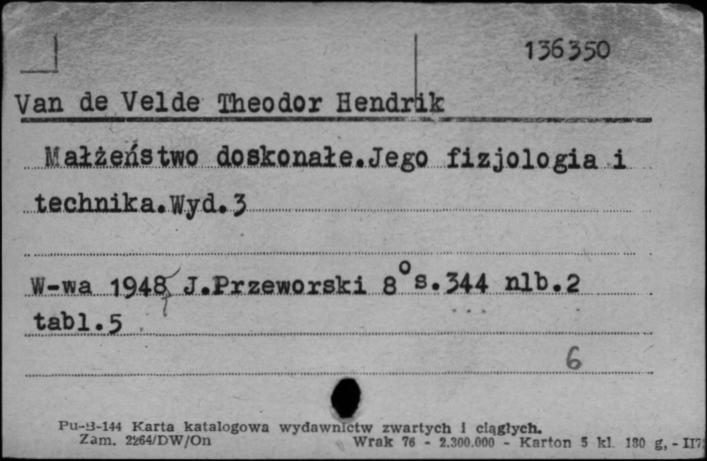 136350
Van de Velde Theodor Hendrik
Małżeństwo doskonałe.Jego fizjologia i
technika.Wyd.3
W-wa 1948 J.Przeworski 8° s.344 nlb.2
tabl.5
6
Pu-B-144 Karta katalogowa wydawnictw zwartych i ciągłych.
Zam. 2264/DW/On Wrak 76 - 2.300.000 - Karton 5 kl. 180 g, -